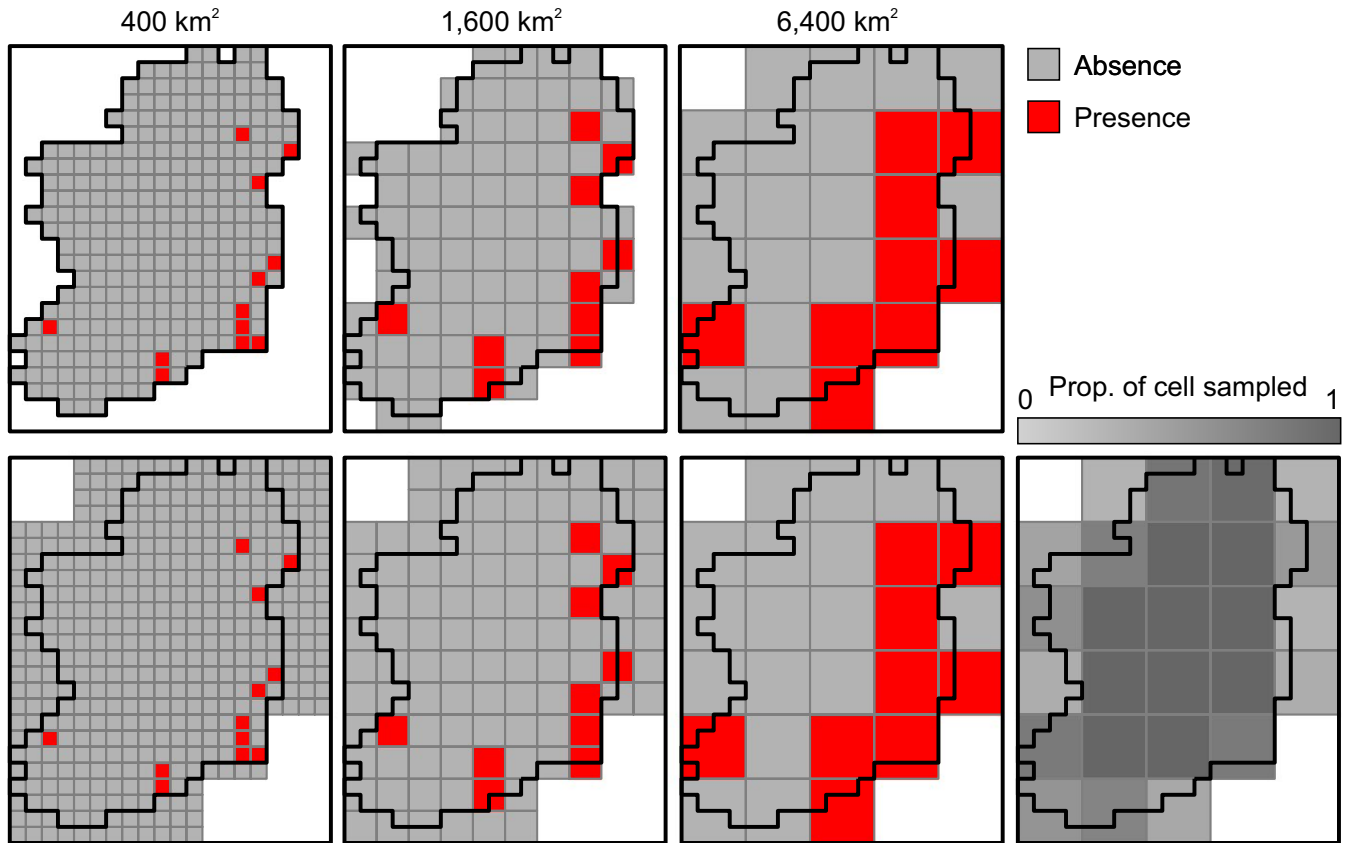 400 km²
1,600 km²
6,400 km²
Absence
Presence
Prop. of cell sampled
0
1